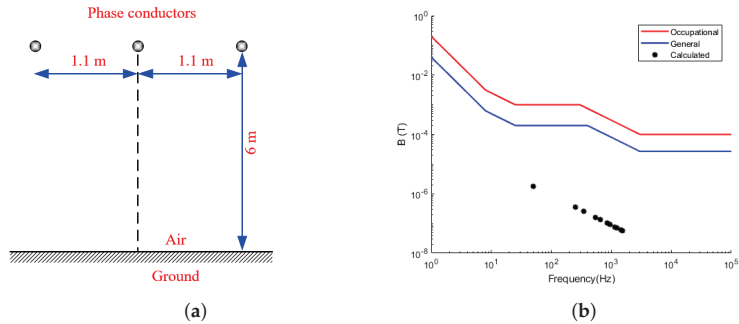 Phase conductors
1.1 m 1.1 m
6 m
Air
Ground
(a)
Occupational
General
Calculated
B (T)
10^0
10^-2
10^-4
10^-6
10^-8
10^0 10^1 10^2 10^3 10^4 10^5
Frequency(Hz)
(b)